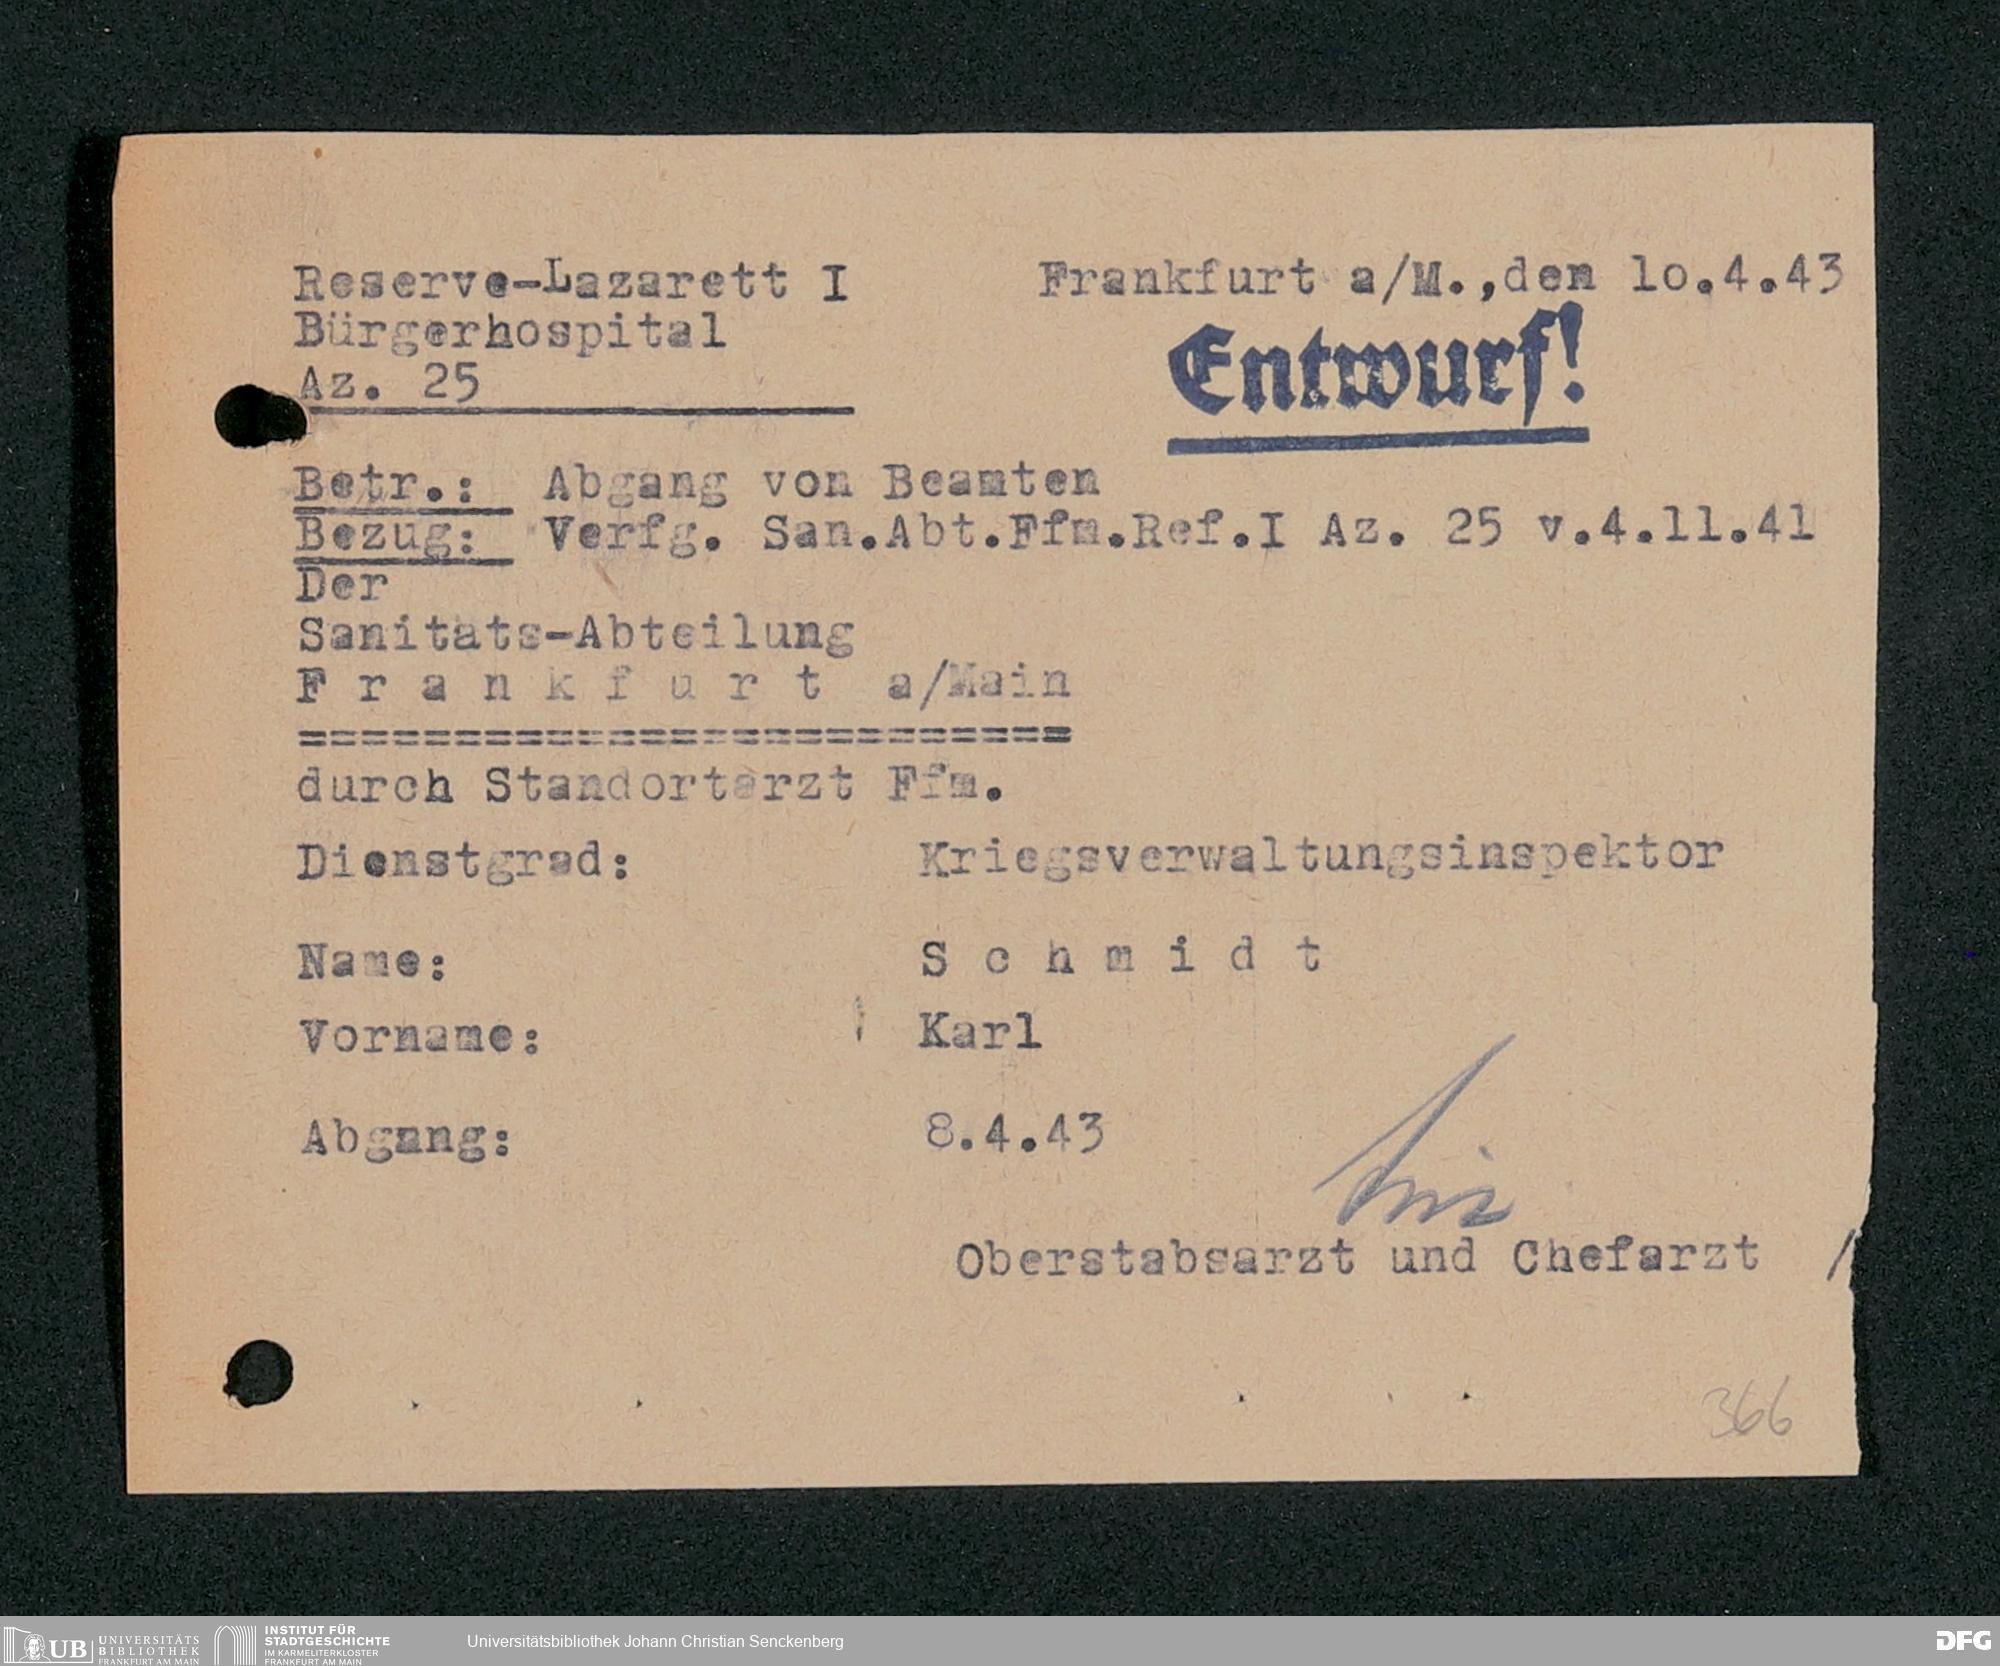 Reserve-Lazarett I
Bürgerhospital
Az. 25
Frankfurt a/M.,den lo.4.43
Entwurf!
Betr.: Abgang von Beamten
Bezug: Verfg. San.Abt.Ffm.Ref.I Az. 25 v.4.11.41
Der
Sanitäts-Abteilung
F r a n k f u r t a/Main
=========================
durch Standortarzt Ffm.
Dienstgrad: Kriegsverwaltungsinspektor
Name: S c h m i d t
Vorname: Karl
Abgang: 8.4.43
Oberstabsarzt und Chefarzt /
366
UB UNIVERSITÄTS
BIBLIOTHEK
FRANKFURT AM MAIN
INSTITUT FÜR
STADTGESCHICHTE
IM KARMELITERKLOSTER
FRANKFURT AM MAIN
Universitätsbibliothek Johann Christian Senckenberg
DFG